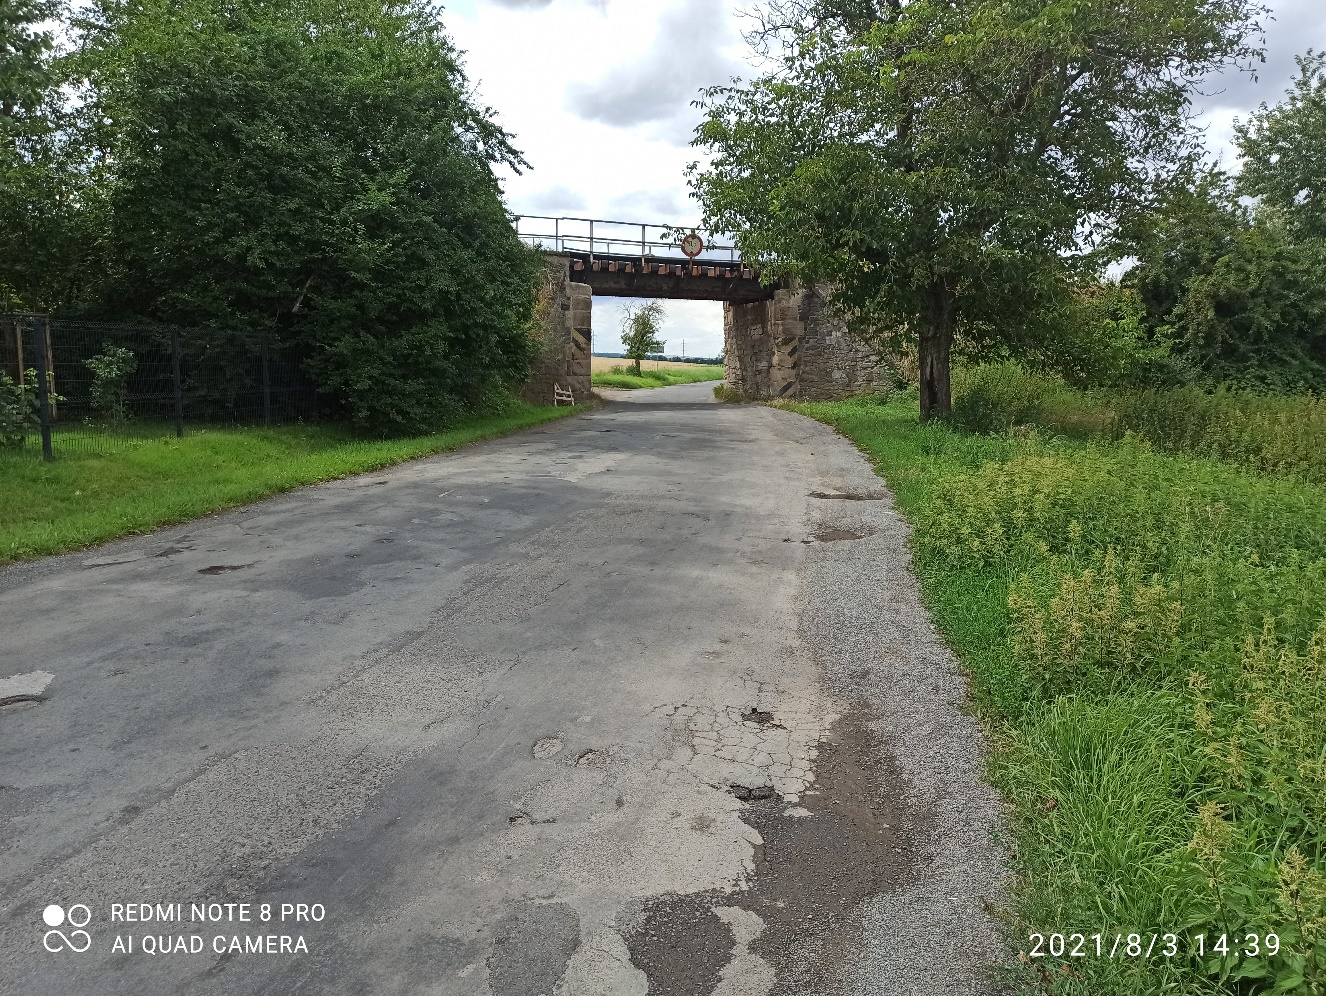 REDMI NOTE 8 PRO
AI QUAD CAMERA
2021/8/3 14:39